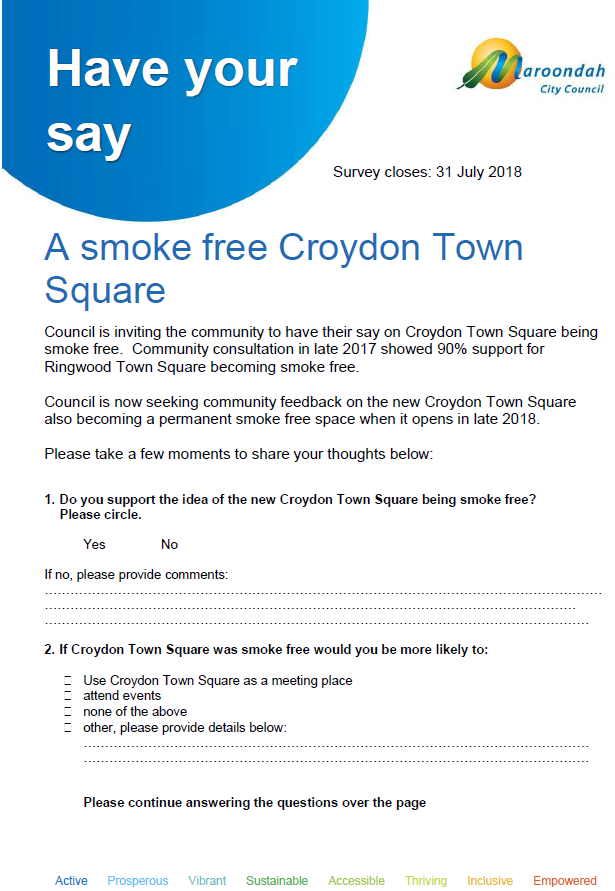 Have your
say
Maroondah
City Council
Survey closes: 31 July 2018
A smoke free Croydon Town
Square
Council is inviting the community to have their say on Croydon Town Square being
smoke free.  Community consultation in late 2017 showed 90% support for
Ringwood Town Square becoming smoke free.
Council is now seeking community feedback on the new Croydon Town Square
also becoming a permanent smoke free space when it opens in late 2018.
Please take a few moments to share your thoughts below:
1. Do you support the idea of the new Croydon Town Square being smoke free?
Please circle.
Yes No
If no, please provide comments:
2. If Croydon Town Square was smoke free would you be more likely to:
Use Croydon Town Square as a meeting place
attend events
none of the above
other, please provide details below:
Please continue answering the questions over the page
Active Prosperous Vibrant Sustainable Accessible Thriving Inclusive Empowered